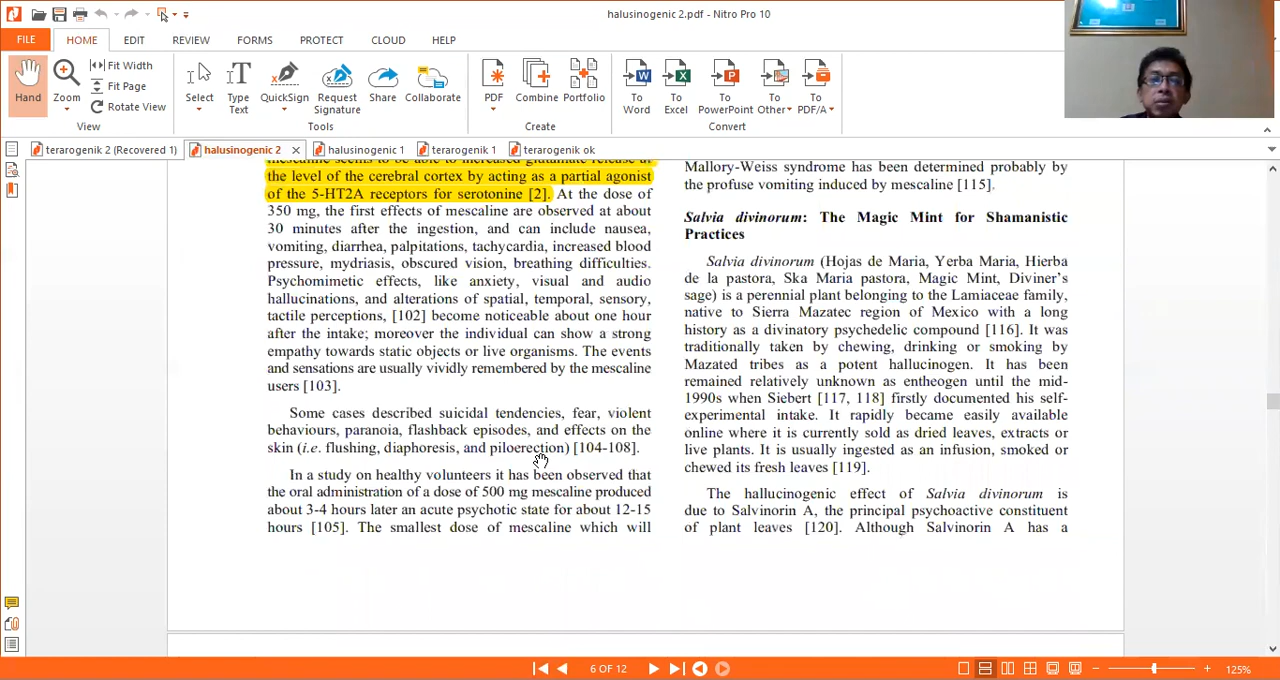 halusinogenic 2.pdf - Nitro Pro 10
FILE HOME EDIT REVIEW FORMS PROTECT CLOUD HELP
Hand
Zoom
Fit Width
Fit Page
Rotate View
View
Select
Type Text
QuickSign
Request Signature
Share
Collaborate
Tools
PDF
Combine
Portfolio
Create
To Word
To Excel
To PowerPoint
To Other
To PDF/A
Convert
terarogenik 2 (Recovered 1) halusinogenic 2 halusinogenic 1 terarogenik 1 terarogenik ok
mescaline seems to be able to increased glutamate release at
the level of the cerebral cortex by acting as a partial agonist
of the 5-HT2A receptors for serotonine [2]. At the dose of
350 mg, the first effects of mescaline are observed at about
30 minutes after the ingestion, and can include nausea,
vomiting, diarrhea, palpitations, tachycardia, increased blood
pressure, mydriasis, obscured vision, breathing difficulties.
Psychomimetic effects, like anxiety, visual and audio
hallucinations, and alterations of spatial, temporal, sensory,
tactile perceptions, [102] become noticeable about one hour
after the intake; moreover the individual can show a strong
empathy towards static objects or live organisms. The events
and sensations are usually vividly remembered by the mescaline
users [103].
Some cases described suicidal tendencies, fear, violent
behaviours, paranoia, flashback episodes, and effects on the
skin (i.e. flushing, diaphoresis, and piloerection) [104-108].
In a study on healthy volunteers it has been observed that
the oral administration of a dose of 500 mg mescaline produced
about 3-4 hours later an acute psychotic state for about 12-15
hours [105]. The smallest dose of mescaline which will
Mallory-Weiss syndrome has been determined probably by
the profuse vomiting induced by mescaline [115].
Salvia divinorum: The Magic Mint for Shamanistic
Practices
Salvia divinorum (Hojas de Maria, Yerba Maria, Hierba
de la pastora, Ska Maria pastora, Magic Mint, Diviner's
sage) is a perennial plant belonging to the Lamiaceae family,
native to Sierra Mazatec region of Mexico with a long
history as a divinatory psychedelic compound [116]. It was
traditionally taken by chewing, drinking or smoking by
Mazated tribes as a potent hallucinogen. It has been
remained relatively unknown as entheogen until the mid-
1990s when Siebert [117, 118] firstly documented his self-
experimental intake. It rapidly became easily available
online where it is currently sold as dried leaves, extracts or
live plants. It is usually ingested as an infusion, smoked or
chewed its fresh leaves [119].
The hallucinogenic effect of Salvia divinorum is
due to Salvinorin A, the principal psychoactive constituent
of plant leaves [120]. Although Salvinorin A has a
6 OF 12
125%